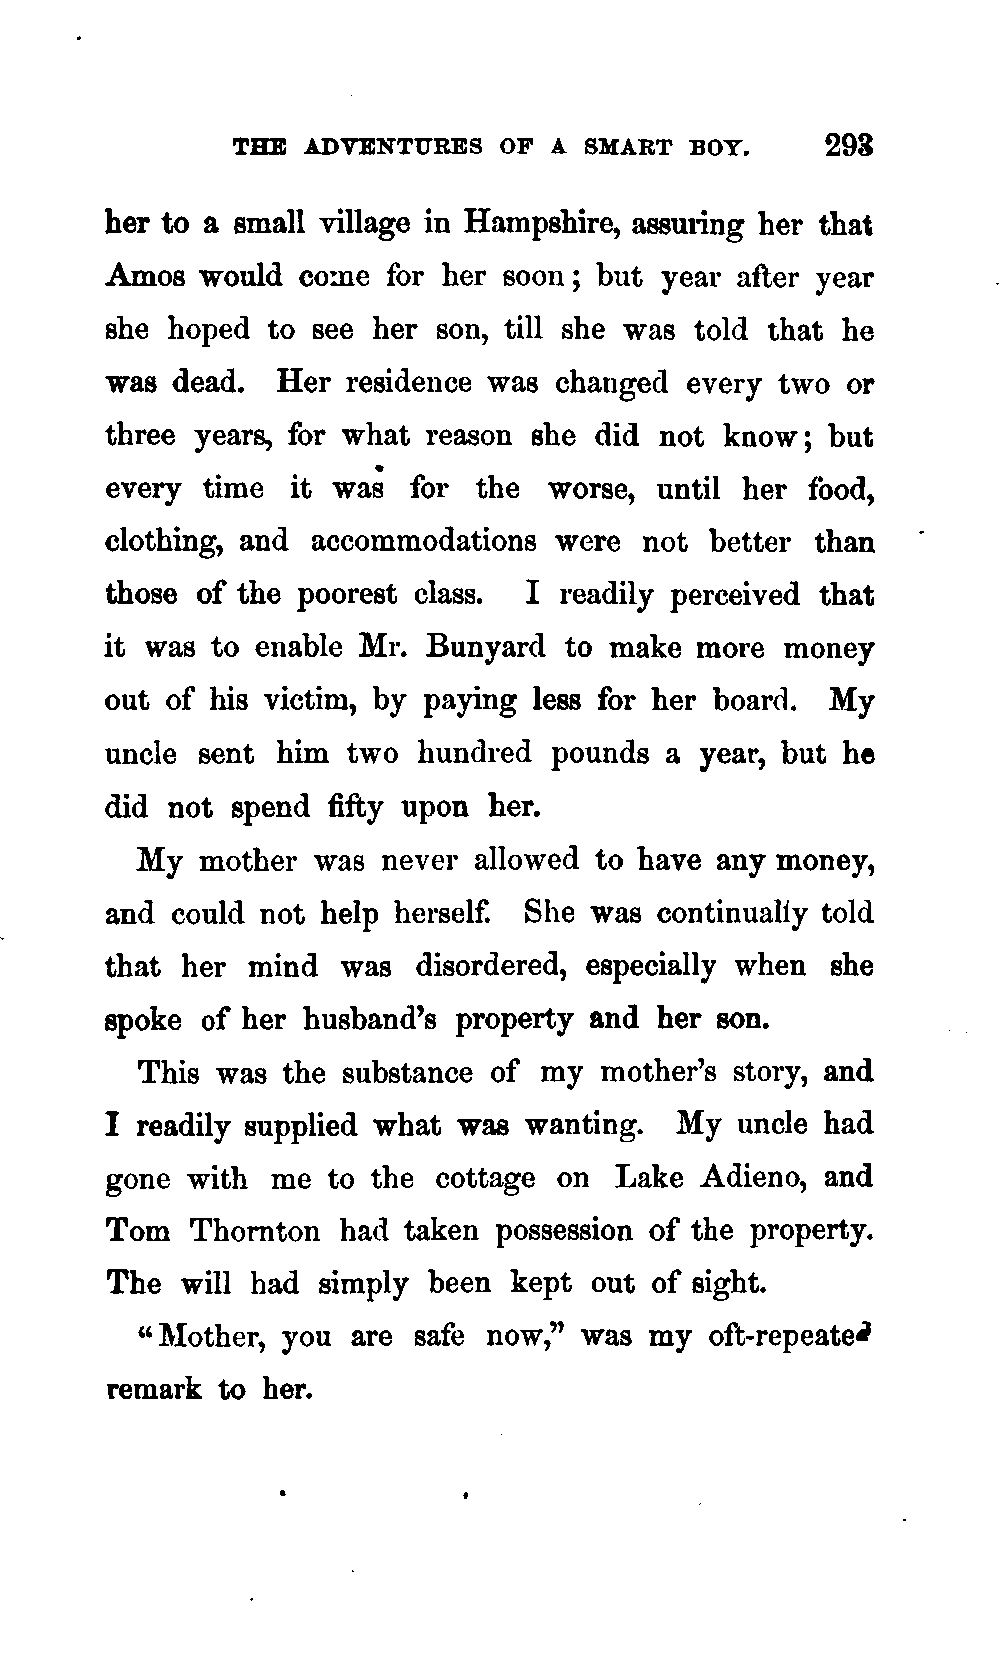 THE ADVENTURES OF A SMART BOY. 293
her to a small village in Hampshire, assuring her that
Amos would come for her soon; but year after year
she hoped to see her son, till she was told that he
was dead. Her residence was changed every two or
three years, for what reason she did not know; but
every time it was for the worse, until her food,
clothing, and accommodations were not better than
those of the poorest class. I readily perceived that
it was to enable Mr. Bunyard to make more money
out of his victim, by paying less for her board. My
uncle sent him two hundred pounds a year, but he
did not spend fifty upon her.
My mother was never allowed to have any money,
and could not help herself. She was continually told
that her mind was disordered, especially when she
spoke of her husband's property and her son.
This was the substance of my mother's story, and
I readily supplied what was wanting. My uncle had
gone with me to the cottage on Lake Adieno, and
Tom Thornton had taken possession of the property.
The will had simply been kept out of sight.
"Mother, you are safe now," was my oft-repeated
remark to her.